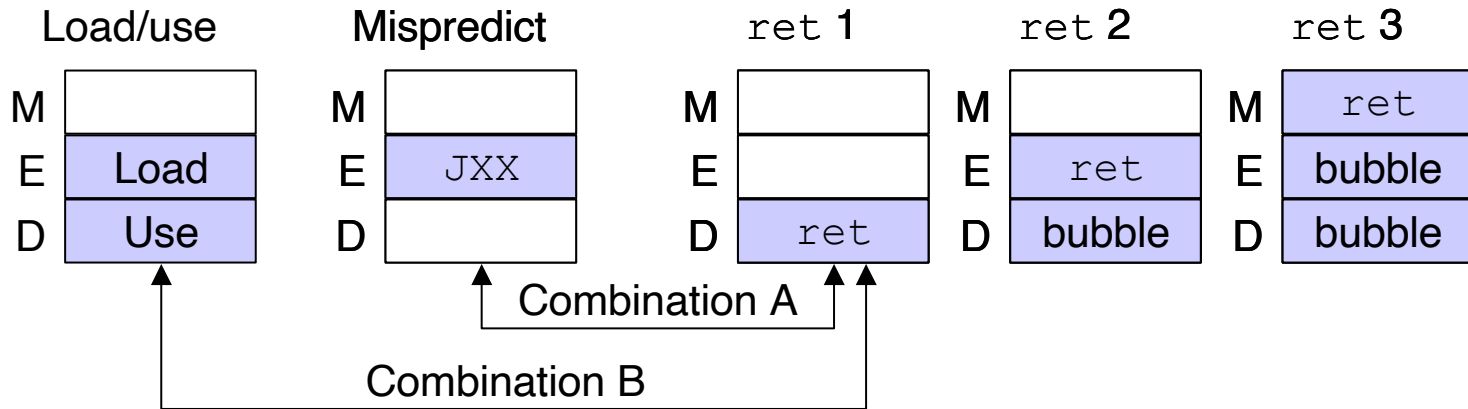 Load/use Mispredict ret 1 ret 2 ret 3
M M M M M ret
E Load E JXX E E ret E bubble
D Use D D ret D bubble D bubble
Combination A
Combination B